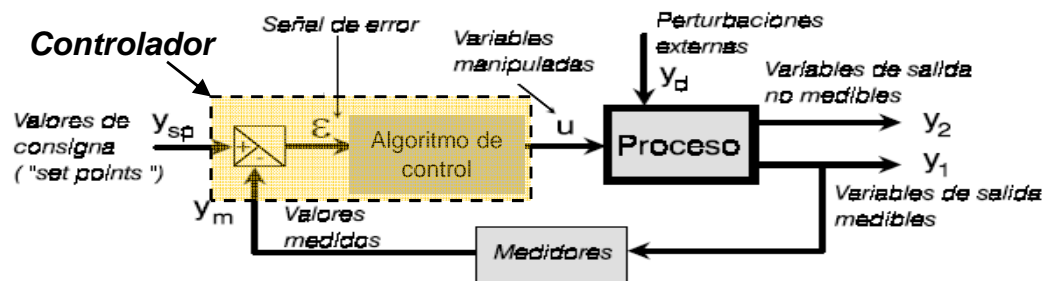 Controlador
Señal de error
Variables
manipuladas
Perturbaciones
externas
y_d
Variables de salida
no medibles
Valores de
consigna
( "set points ")
y_sp
+
-
ε
Algoritmo de
control
u
Proceso
y_2
y_1
Variables de salida
medibles
y_m
Valores
medidos
Medidores